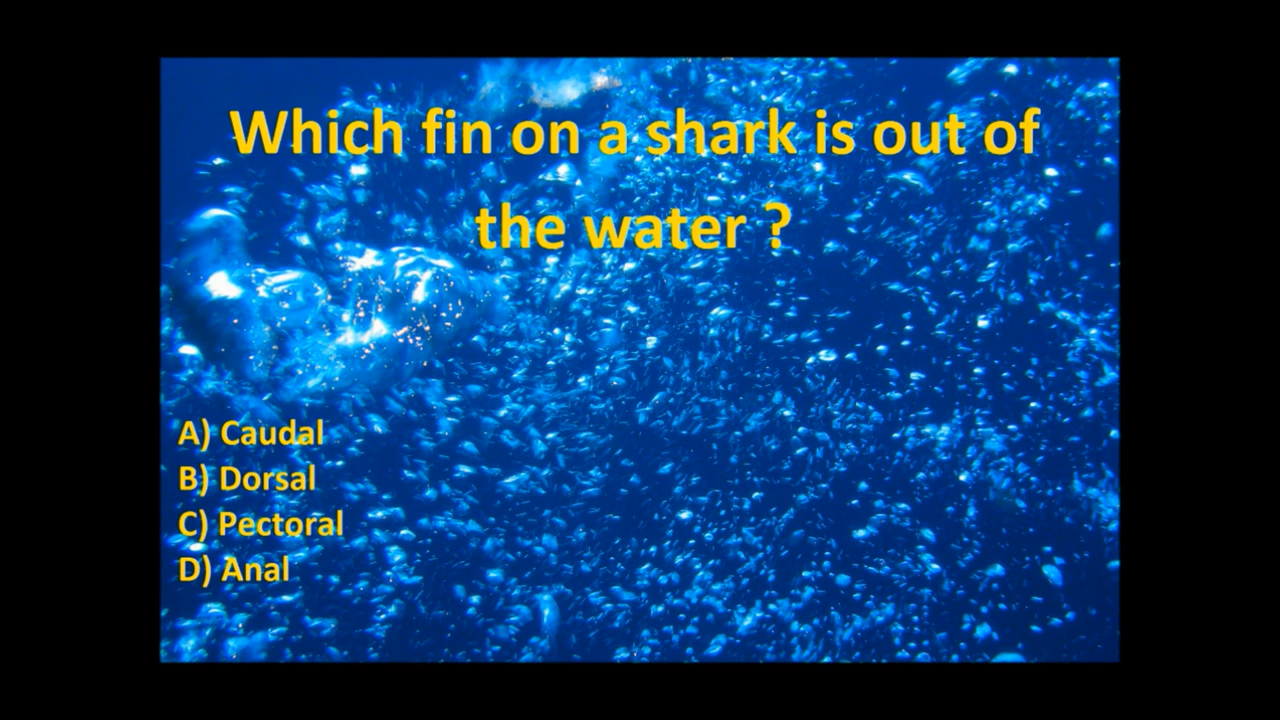 Which fin on a shark is out of
the water ?
A) Caudal
B) Dorsal
C) Pectoral
D) Anal